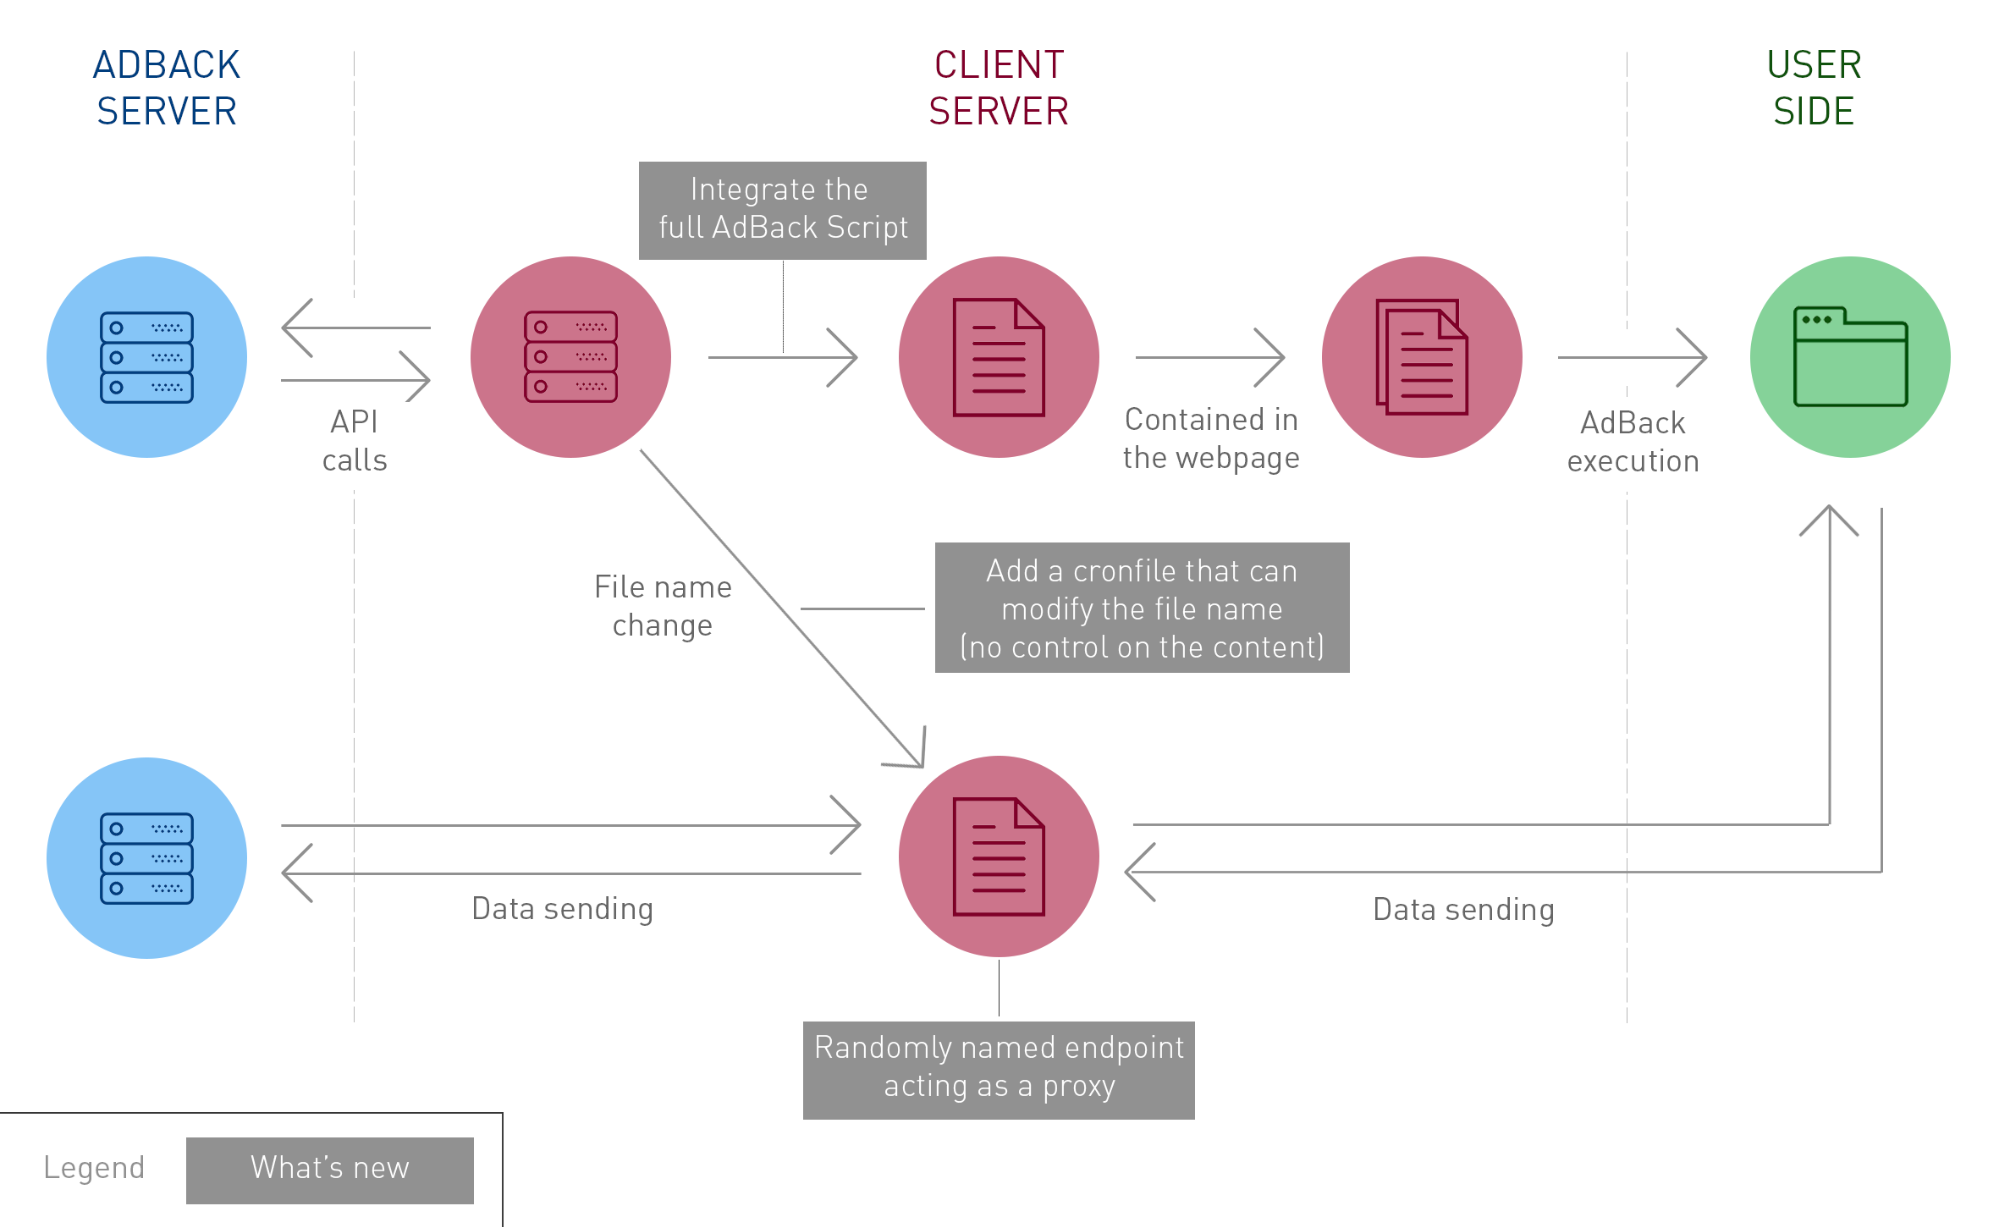 ADBACK
SERVER
CLIENT
SERVER
USER
SIDE
Integrate the
full AdBack Script
API
calls
Contained in
the webpage
AdBack
execution
File name
change
Add a cronfile that can
modify the file name
(no control on the content)
Data sending
Data sending
Randomly named endpoint
acting as a proxy
Legend
What's new